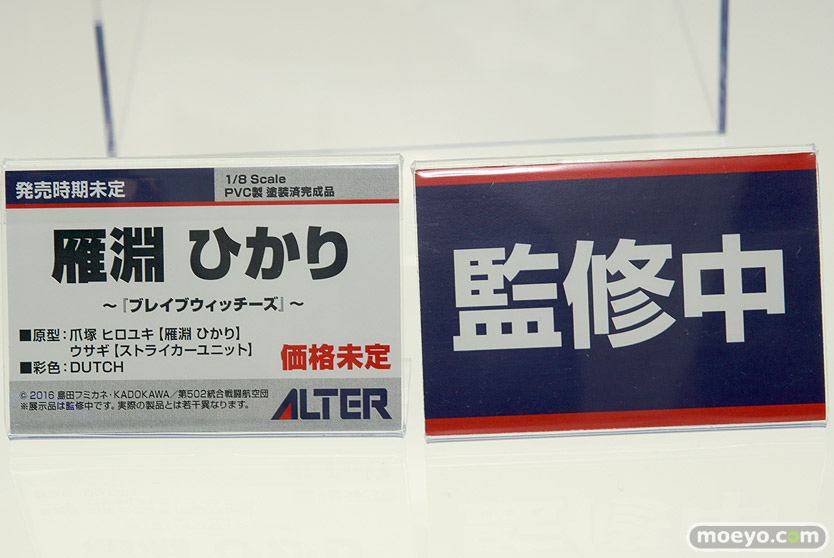 発売時期未定
1/8 Scale
PVC製 塗装済完成品
雁淵 ひかり
～『ブレイブウィッチーズ』～
■原型：爪塚 ヒロユキ【雁淵 ひかり】
ウサギ【ストライカーユニット】
■彩色：DUTCH
価格未定
© 2016 島田フミカネ・KADOKAWA／第502統合戦闘航空団
※展示品は監修中です。実際の製品とは若干異なります。
ALTER
監修中
moeyo.com